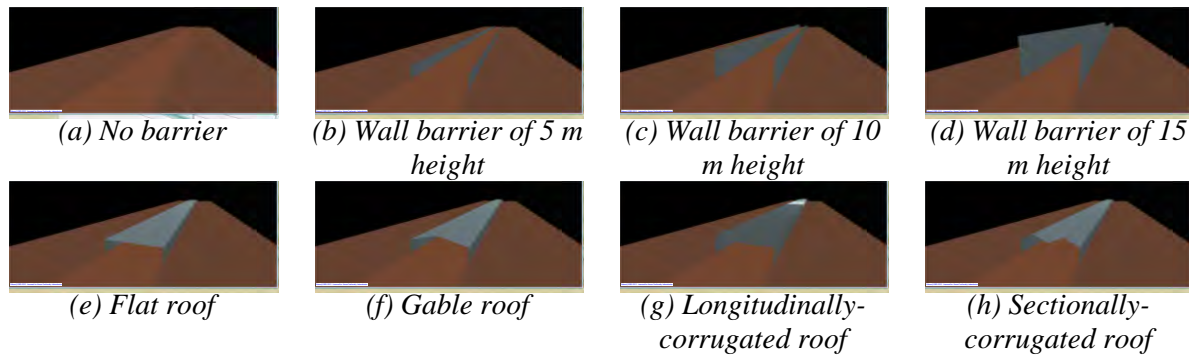 (a) No barrier
(b) Wall barrier of 5 m
height
(c) Wall barrier of 10
m height
(d) Wall barrier of 15
m height
(e) Flat roof
(f) Gable roof
(g) Longitudinally-
corrugated roof
(h) Sectionally-
corrugated roof